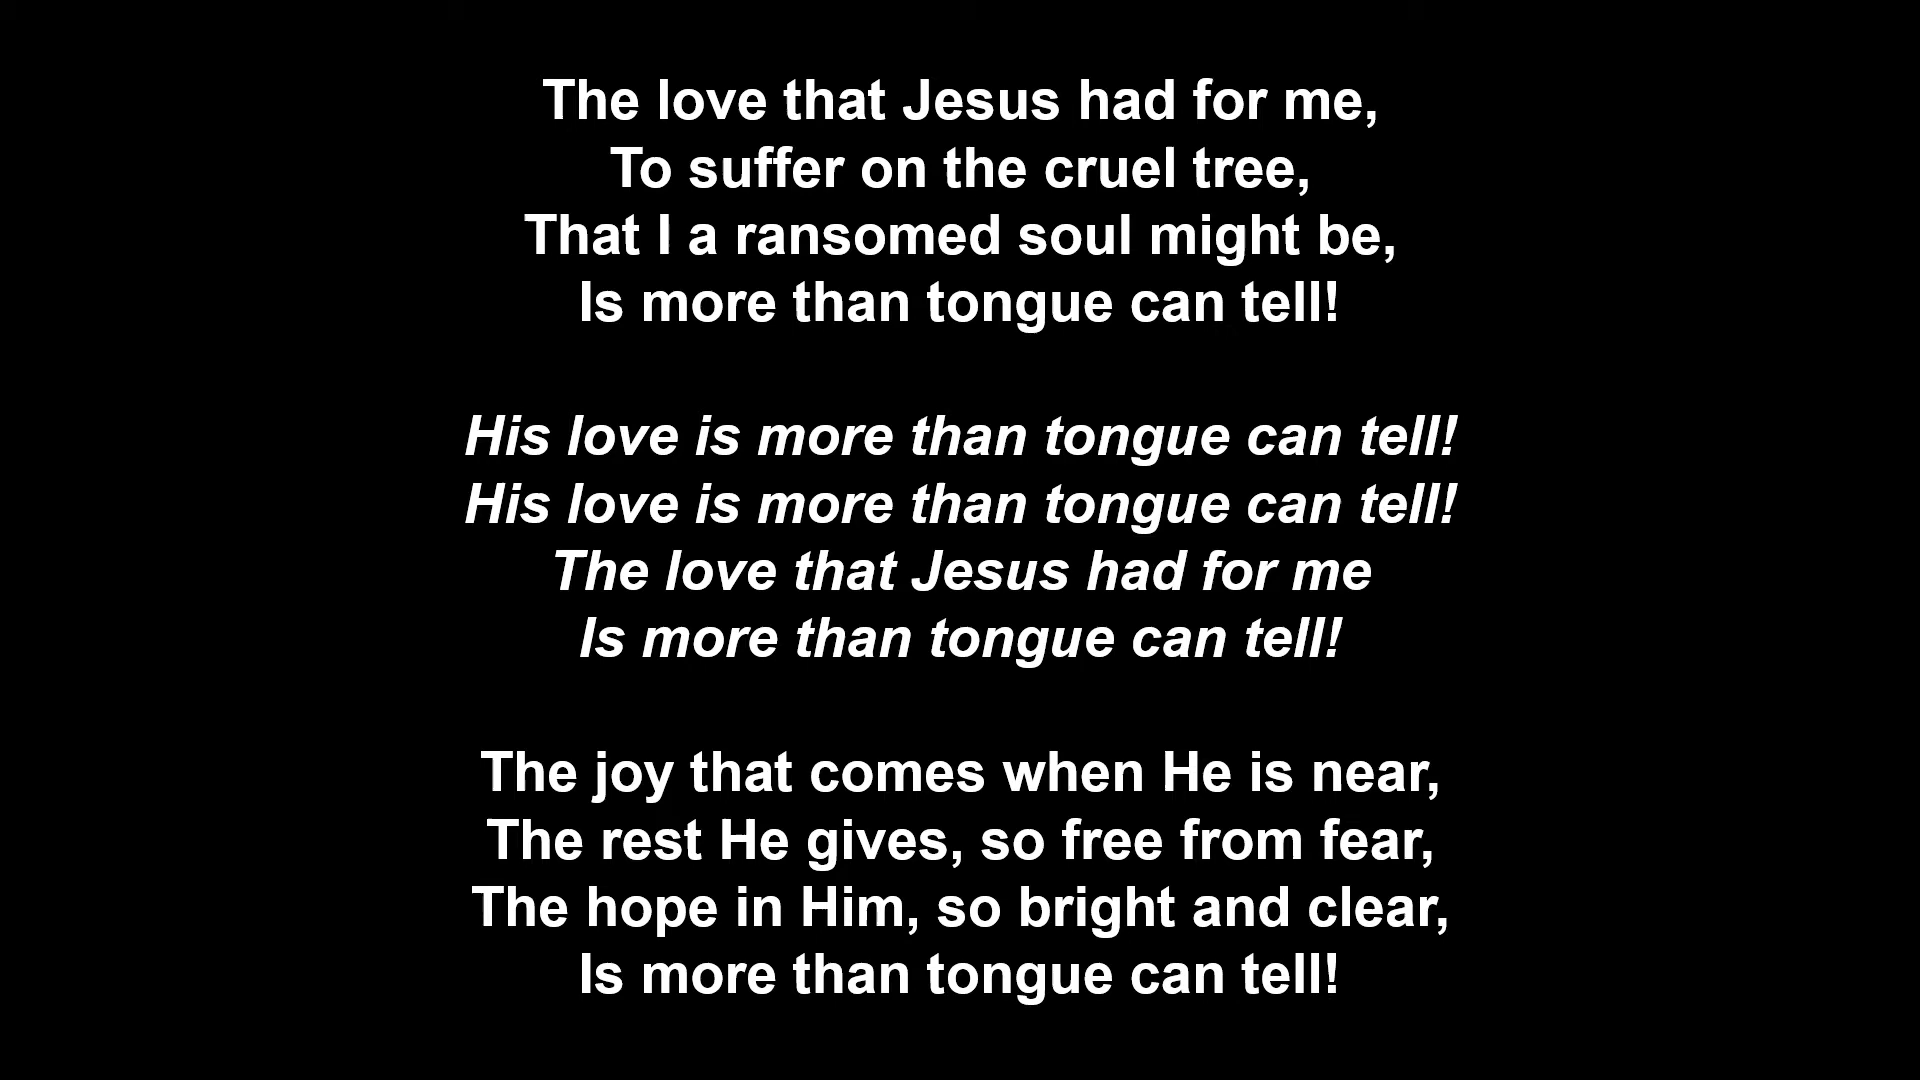 The love that Jesus had for me,
To suffer on the cruel tree,
That I a ransomed soul might be,
Is more than tongue can tell!
His love is more than tongue can tell!
His love is more than tongue can tell!
The love that Jesus had for me
Is more than tongue can tell!
The joy that comes when He is near,
The rest He gives, so free from fear,
The hope in Him, so bright and clear,
Is more than tongue can tell!